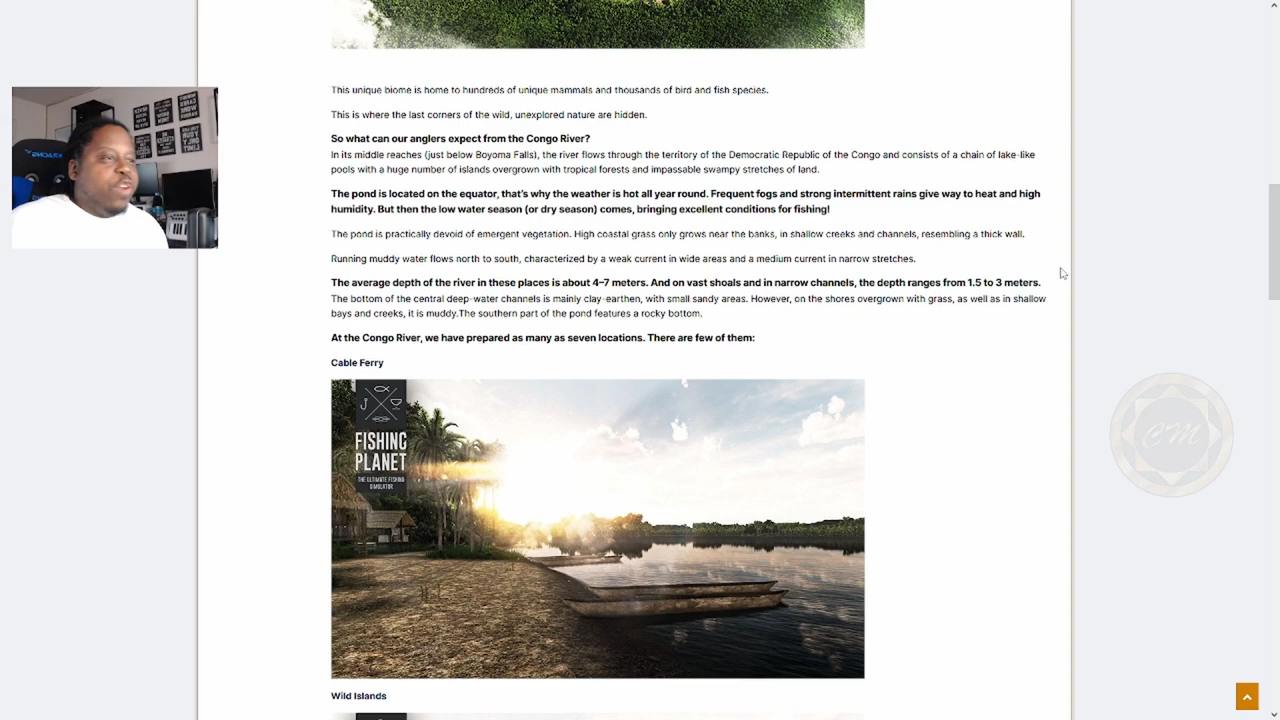 This unique biome is home to hundreds of unique mammals and thousands of bird and fish species.
This is where the last corners of the wild, unexplored nature are hidden.
So what can our anglers expect from the Congo River?
In its middle reaches (just below Boyoma Falls), the river flows through the territory of the Democratic Republic of the Congo and consists of a chain of lake-like
pools with a huge number of islands overgrown with tropical forests and impassable swampy stretches of land.
The pond is located on the equator, that's why the weather is hot all year round. Frequent fogs and strong intermittent rains give way to heat and high
humidity. But then the low water season (or dry season) comes, bringing excellent conditions for fishing!
The pond is practically devoid of emergent vegetation. High coastal grass only grows near the banks, in shallow creeks and channels, resembling a thick wall.
Running muddy water flows north to south, characterized by a weak current in wide areas and a medium current in narrow stretches.
The average depth of the river in these places is about 4–7 meters. And on vast shoals and in narrow channels, the depth ranges from 1.5 to 3 meters.
The bottom of the central deep-water channels is mainly clay-earthen, with small sandy areas. However, on the shores overgrown with grass, as well as in shallow
bays and creeks, it is muddy.The southern part of the pond features a rocky bottom.
At the Congo River, we have prepared as many as seven locations. There are few of them:
Cable Ferry
FISHING
PLANET
THE ULTIMATE FISHING
SIMULATOR
Wild Islands
CM